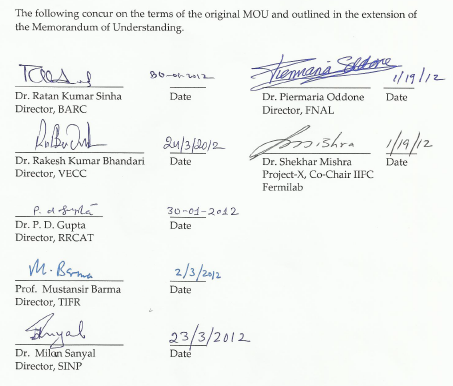 The following concur on the terms of the original MOU and outlined in the extension of
the Memorandum of Understanding.
30-01-2012
Dr. Ratan Kumar Sinha Date
Director, BARC
Piermaria Oddone 1/19/12
Dr. Piermaria Oddone Date
Director, FNAL
24/3/2012
Dr. Rakesh Kumar Bhandari Date
Director, VECC
Mishra 1/19/12
Dr. Shekhar Mishra Date
Project-X, Co-Chair IIFC
Fermilab
P. d Gupta 30-01-2012
Dr. P. D. Gupta Date
Director, RRCAT
M. Barma 2/3/2012
Prof. Mustansir Barma Date
Director, TIFR
Sanyal 23/3/2012
Dr. Milan Sanyal Date
Director, SINP